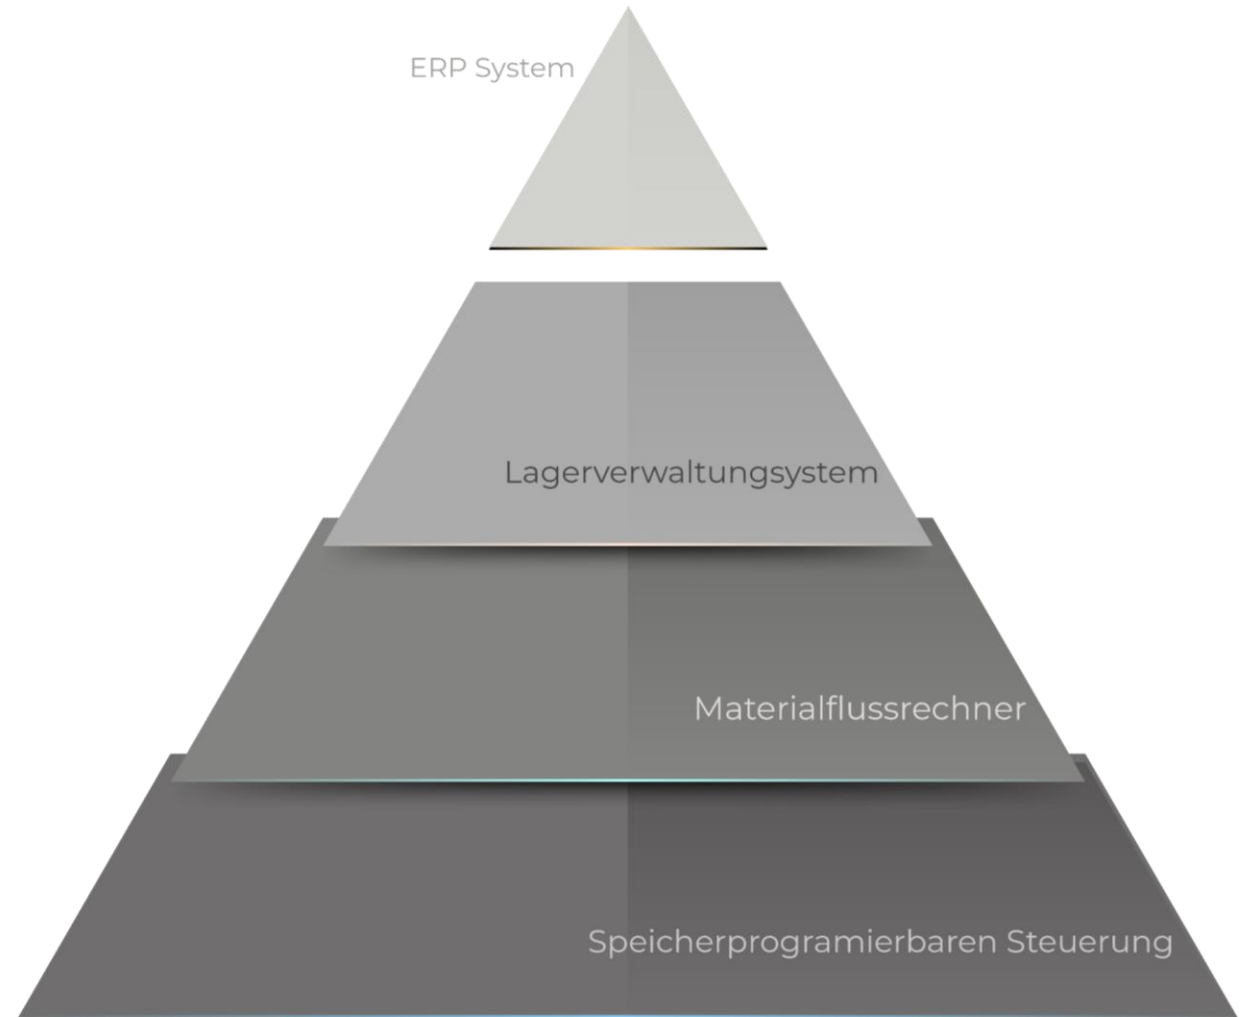 ERP System
Lagerverwaltungsystem
Materialflussrechner
Speicherprogramierbaren Steuerung